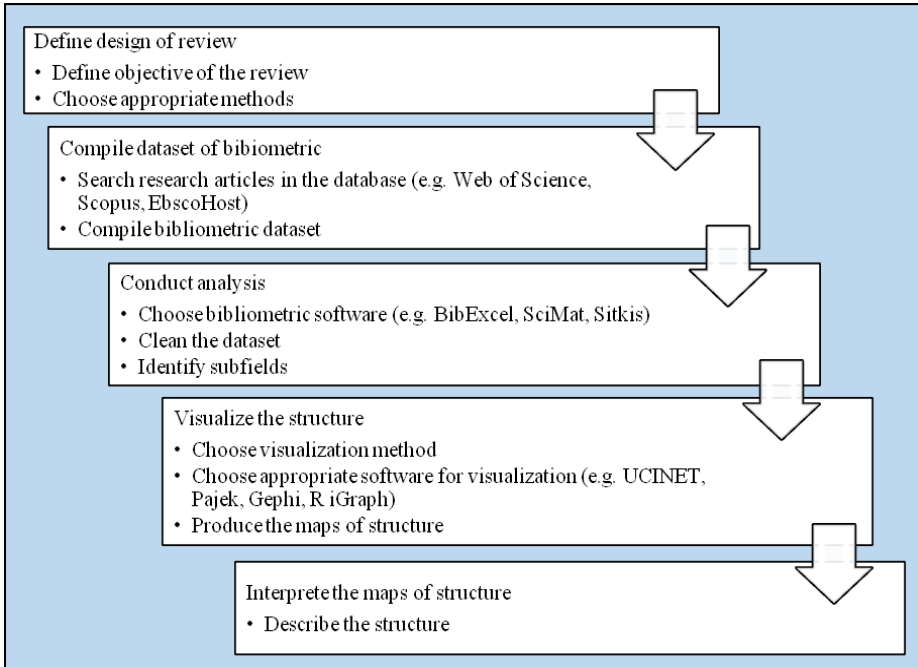 Define design of review
• Define objective of the review
• Choose appropriate methods
Compile dataset of bibiometric
• Search research articles in the database (e.g. Web of Science,
Scopus, EbscoHost)
• Compile bibliometric dataset
Conduct analysis
• Choose bibliometric software (e.g. BibExcel, SciMat, Sitkis)
• Clean the dataset
• Identify subfields
Visualize the structure
• Choose visualization method
• Choose appropriate software for visualization (e.g. UCINET,
Pajek, Gephi, R iGraph)
• Produce the maps of structure
Interprete the maps of structure
• Describe the structure